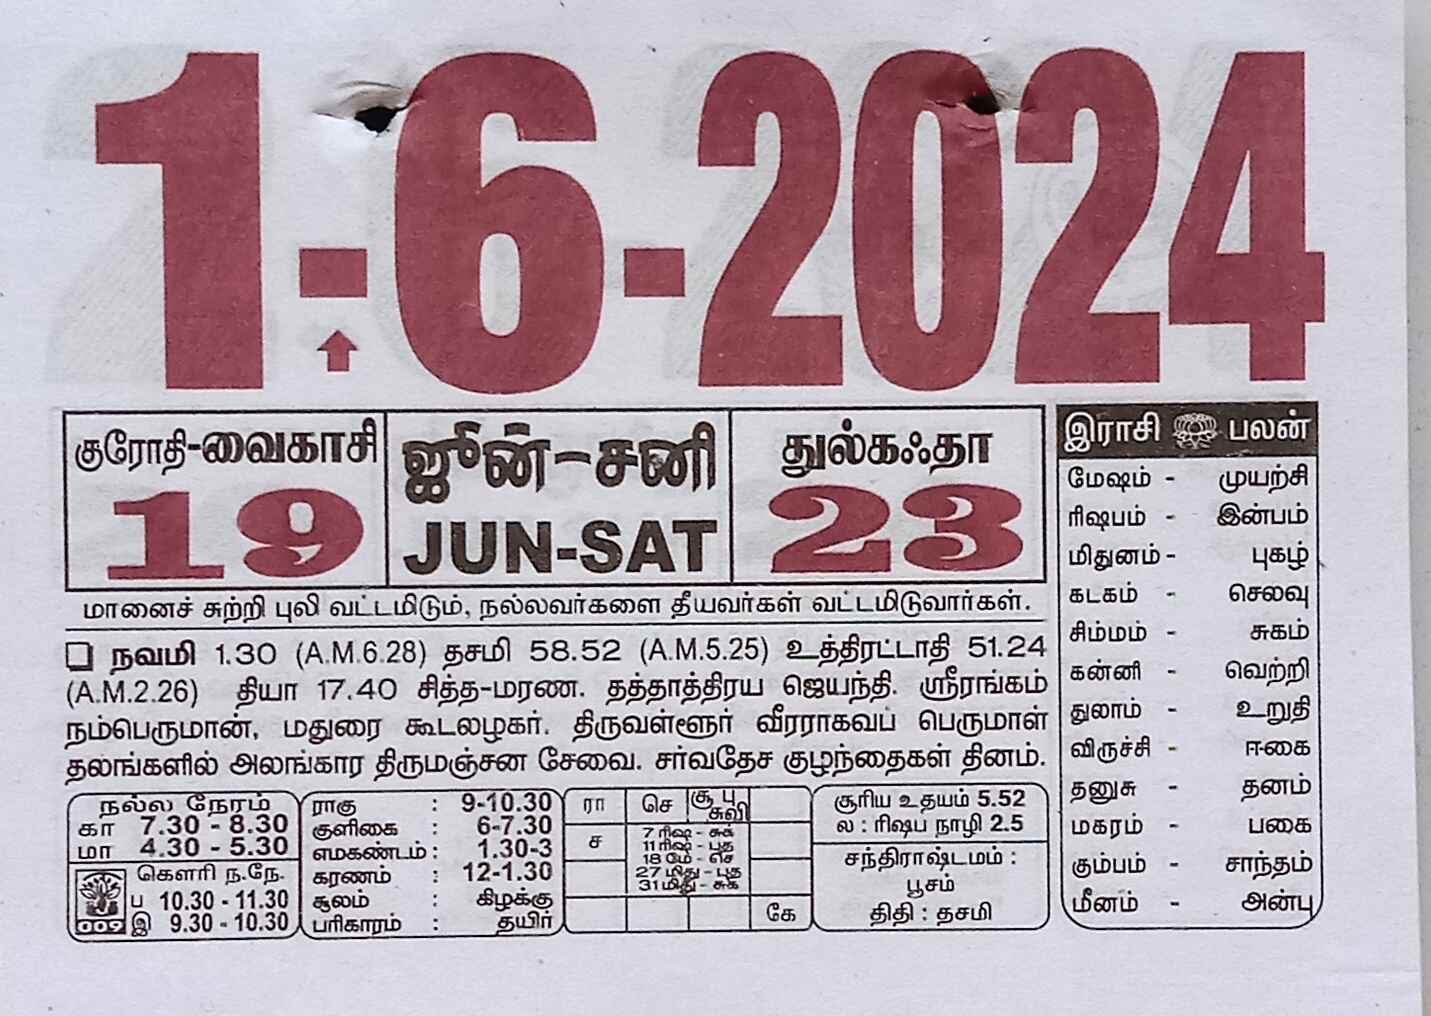 1-6-2024
குரோதி-வைகாசி
19
ஜூன்-சனி
JUN-SAT
துல்கஃதா
23
மானைச் சுற்றி புலி வட்டமிடும், நல்லவர்களை தீயவர்கள் வட்டமிடுவார்கள்.
❑ நவமி 1.30 (A.M.6.28) தசமி 58.52 (A.M.5.25) உத்திரட்டாதி 51.24
(A.M.2.26) தியா 17.40 சித்த-மரண. தத்தாத்திரய ஜெயந்தி. ஸ்ரீரங்கம்
நம்பெருமான், மதுரை கூடலழகர். திருவள்ளூர் வீரராகவப் பெருமாள்
தலங்களில் அலங்கார திருமஞ்சன சேவை. சர்வதேச குழந்தைகள் தினம்.
நல்ல நேரம்
கா 7.30 - 8.30
மா 4.30 - 5.30
கௌரி ந.நே.
ப 10.30 - 11.30
இ 9.30 - 10.30
009
ராகு : 9-10.30
குளிகை : 6-7.30
எமகண்டம் : 1.30-3
கரணம் : 12-1.30
சூலம் : கிழக்கு
பரிகாரம் : தயிர்
ரா செ சூ பு
சுவி
ச
7 ரிஷ - சுக்
11 ரிஷ - புத
18 மே - செ
27 மிது - புத
31 மிது - சுக்
கே
சூரிய உதயம் 5.52
ல : ரிஷப நாழி 2.5
சந்திராஷ்டமம் :
பூசம்
திதி : தசமி
இராசி பலன்
மேஷம் - முயற்சி
ரிஷபம் - இன்பம்
மிதுனம் - புகழ்
கடகம் - செலவு
சிம்மம் - சுகம்
கன்னி - வெற்றி
துலாம் - உறுதி
விருச்சி - ஈகை
தனுசு - தனம்
மகரம் - பகை
கும்பம் - சாந்தம்
மீனம் - அன்பு